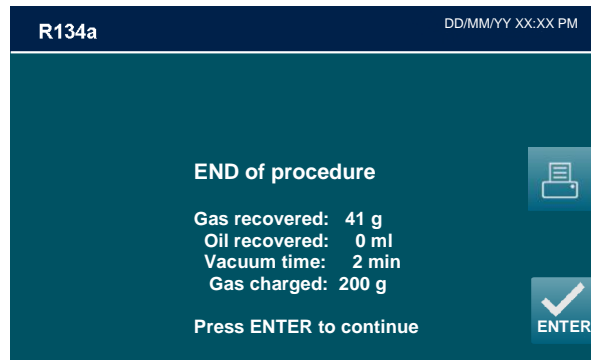 R134a
DD/MM/YY XX:XX PM
END of procedure
Gas recovered: 41 g
Oil recovered: 0 ml
Vacuum time: 2 min
Gas charged: 200 g
Press ENTER to continue
ENTER